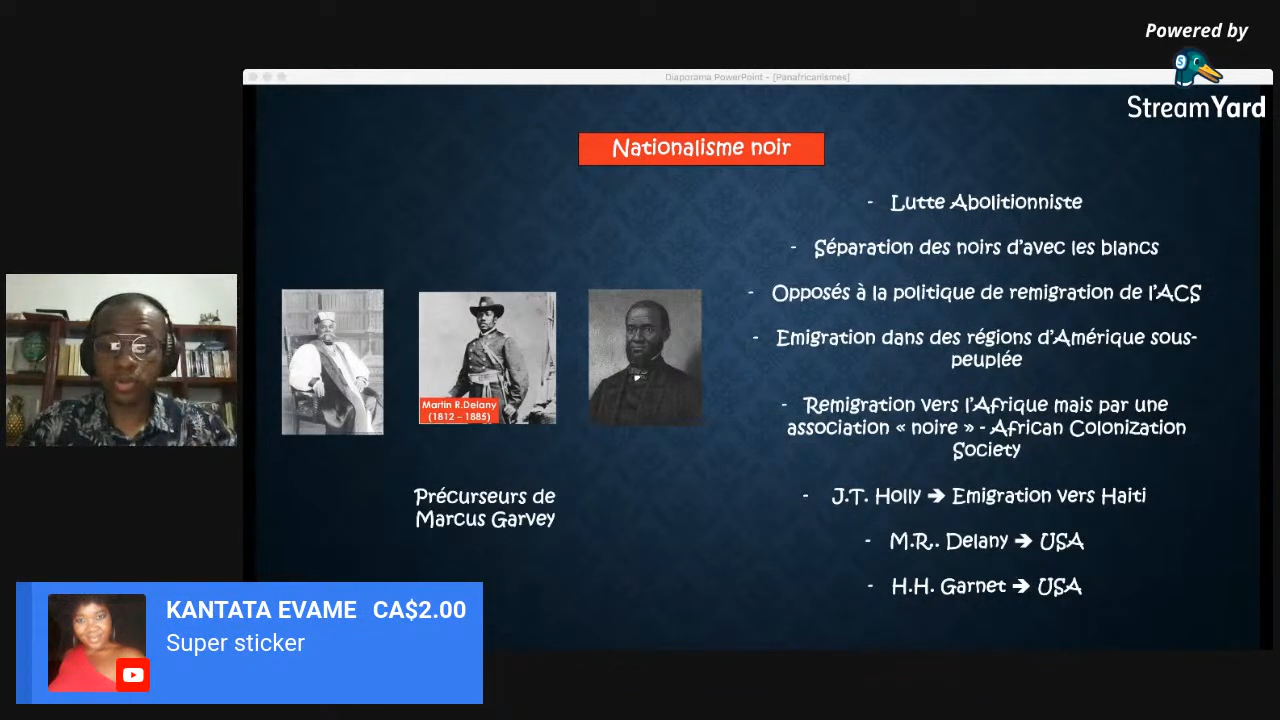 Powered by
StreamYard
Diaporama PowerPoint - [Panafricanismes]
Nationalisme noir
- Lutte Abolitionniste
- Séparation des noirs d'avec les blancs
- Opposés à la politique de remigration de l'ACS
- Emigration dans des régions d'Amérique sous-
peuplée
- Remigration vers l'Afrique mais par une
association « noire » - African Colonization
Society
- J.T. Holly → Emigration vers Haiti
- M.R.. Delany → USA
- H.H. Garnet → USA
Martin R.Delany
(1812 – 1885)
Précurseurs de
Marcus Garvey
KANTATA EVAME CA$2.00
Super sticker